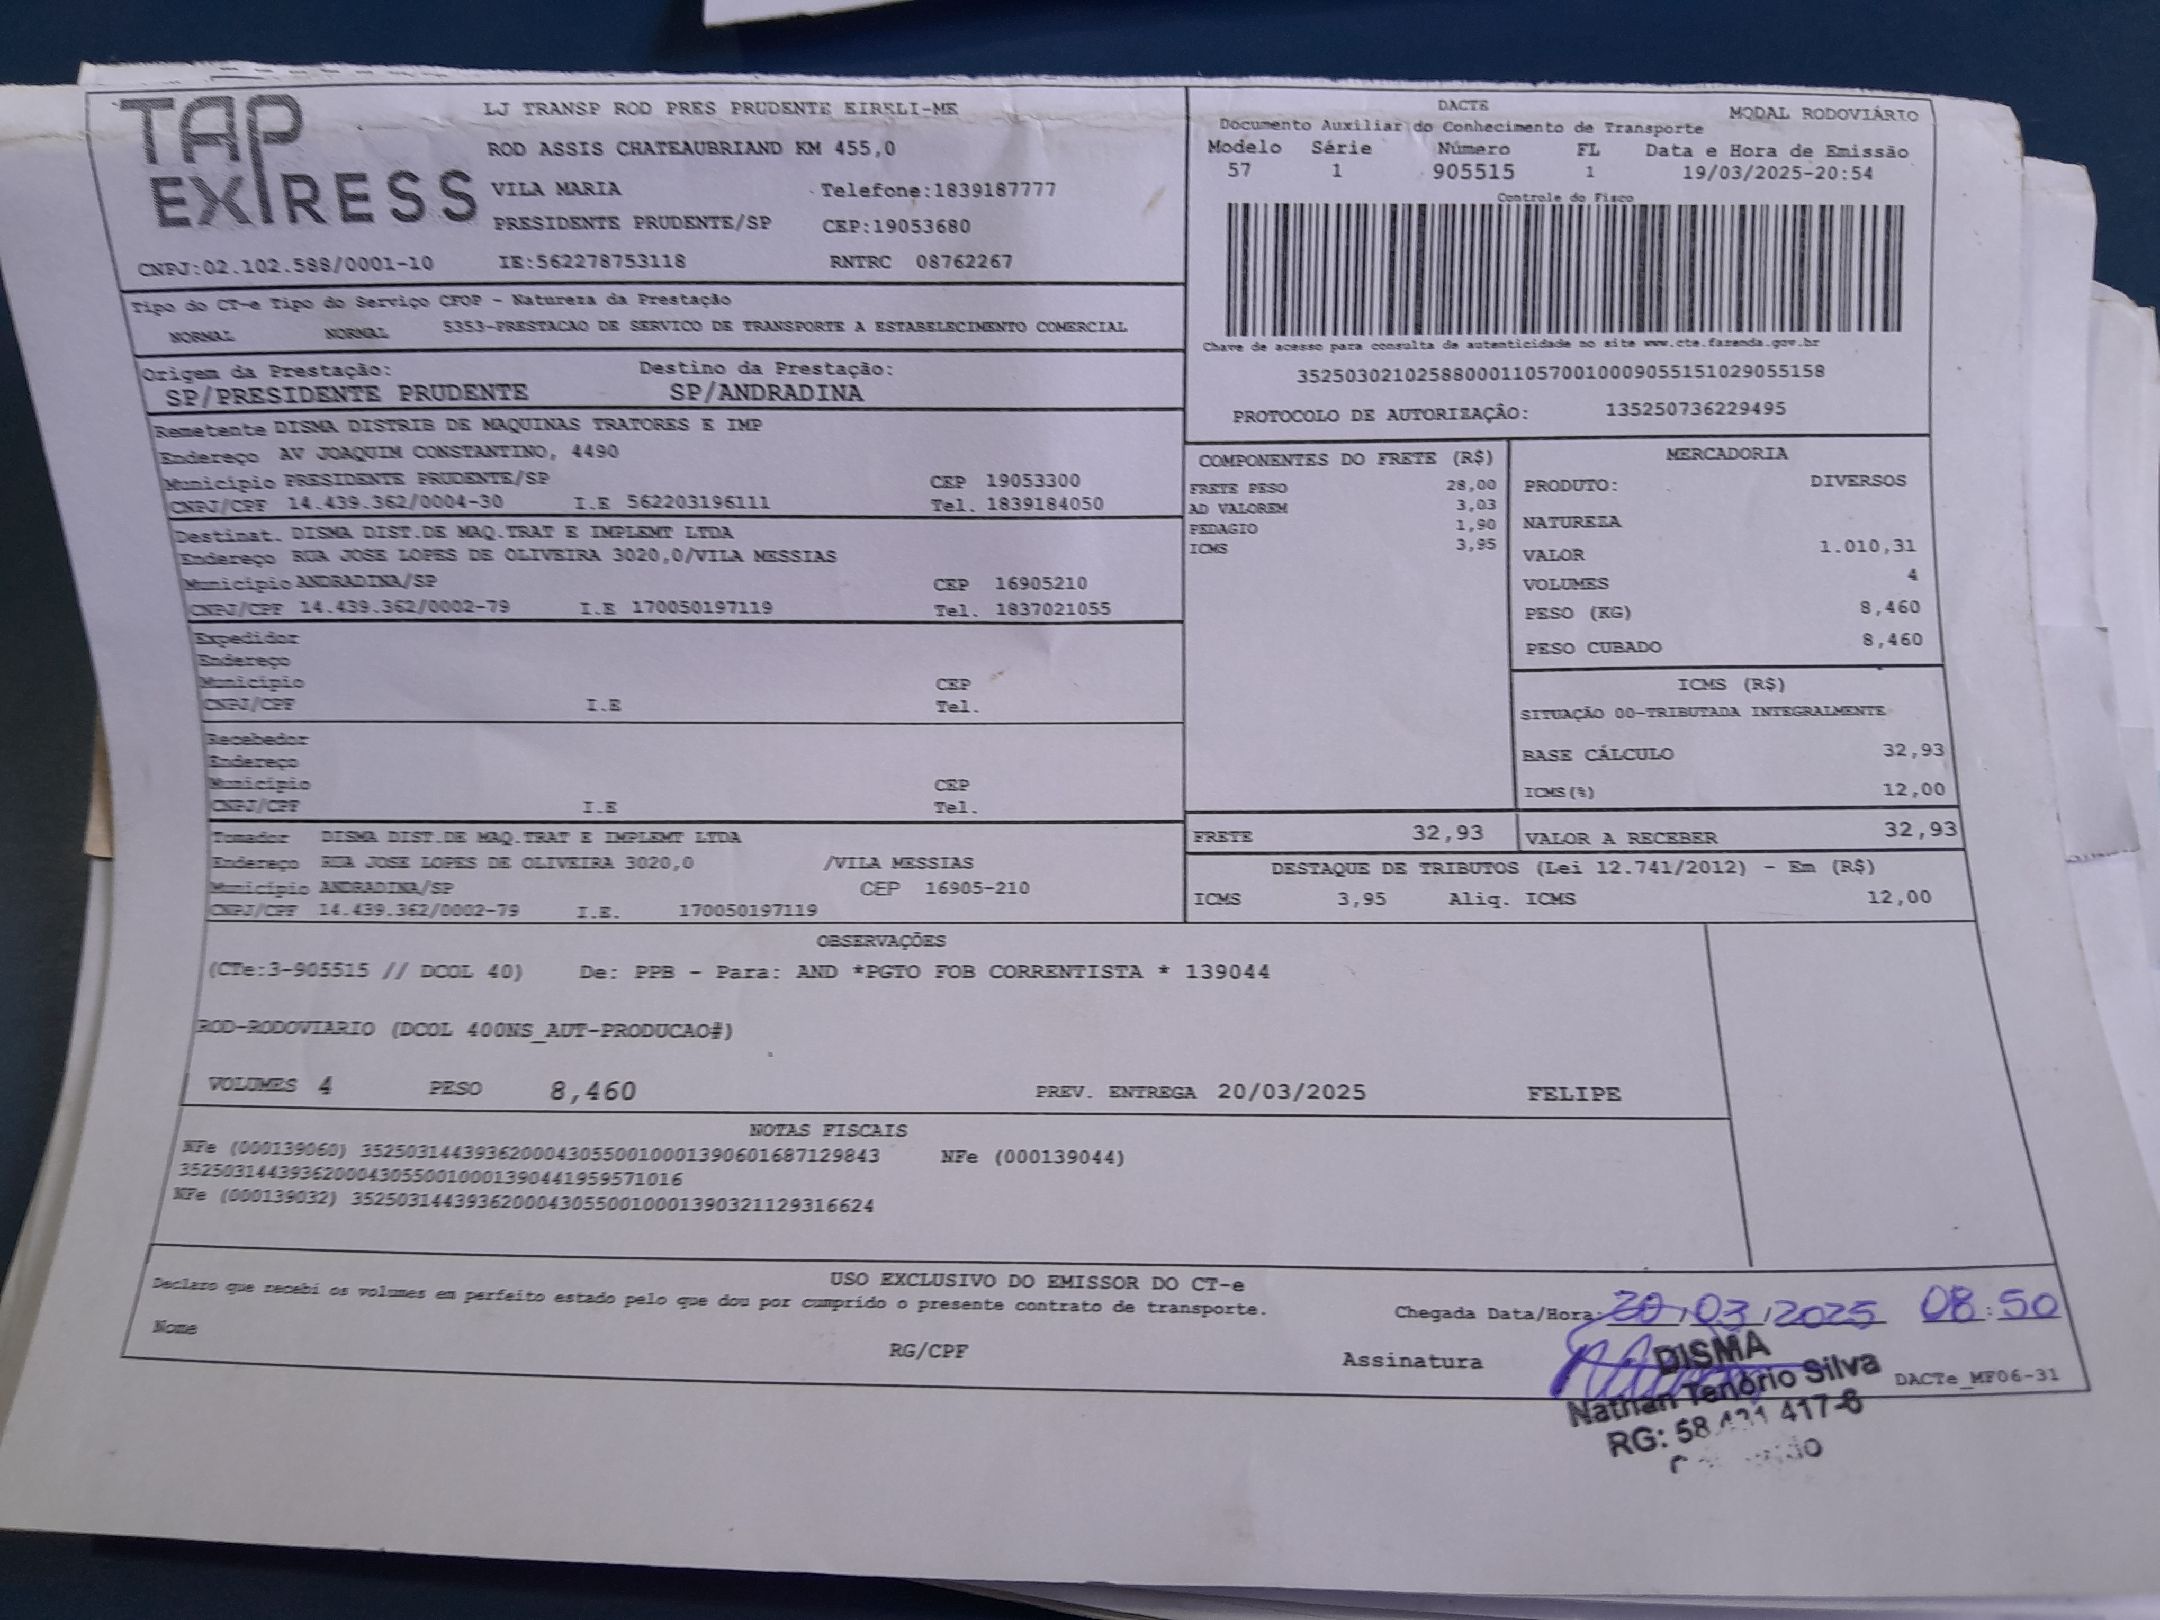 TAP EXPRESS
LJ TRANSP ROD PRES PRUDENTE EIRELI-ME
ROD ASSIS CHATEAUBRIAND KM 455,0
VILA MARIA Telefone:1839187777
PRESIDENTE PRUDENTE/SP CEP:19053680
CNPJ:02.102.588/0001-10 IE:562278753118 RNTRC 08762267
DACTE MODAL RODOVIÁRIO
Documento Auxiliar do Conhecimento de Transporte
Modelo Série Número FL Data e Hora de Emissão
57 1 905515 1 19/03/2025-20:54
Controle do Fisco
Chave de acesso para consulta de autenticidade no site www.cte.fazenda.gov.br
35250302102588000110570010009055151029055158
PROTOCOLO DE AUTORIZAÇÃO: 135250736229495
Tipo do CT-e Tipo do Serviço CFOP - Natureza da Prestação
NORMAL NORMAL 5353-PRESTACAO DE SERVICO DE TRANSPORTE A ESTABELECIMENTO COMERCIAL
Origem da Prestação: Destino da Prestação:
SP/PRESIDENTE PRUDENTE SP/ANDRADINA
Remetente DISMA DISTRIB DE MAQUINAS TRATORES E IMP
Endereço AV JOAQUIM CONSTANTINO, 4490
Município PRESIDENTE PRUDENTE/SP CEP 19053300
CNPJ/CPF 14.439.362/0004-30 I.E 562203196111 Tel. 1839184050
Destinat. DISMA DIST.DE MAQ.TRAT E IMPLEMT LTDA
Endereço RUA JOSE LOPES DE OLIVEIRA 3020,0/VILA MESSIAS
Município ANDRADINA/SP CEP 16905210
CNPJ/CPF 14.439.362/0002-79 I.E 170050197119 Tel. 1837021055
Expedidor
Endereço
Município CEP
CNPJ/CPF I.E Tel.
Recebedor
Endereço
Município CEP
CNPJ/CPF I.E Tel.
Tomador DISMA DIST.DE MAQ.TRAT E IMPLEMT LTDA
Endereço RUA JOSE LOPES DE OLIVEIRA 3020,0 /VILA MESSIAS
Município ANDRADINA/SP CEP 16905-210
CNPJ/CPF 14.439.362/0002-79 I.E. 170050197119
COMPONENTES DO FRETE (R$)
FRETE PESO 28,00
AD VALOREM 3,03
PEDAGIO 1,90
ICMS 3,95
MERCADORIA
PRODUTO: DIVERSOS
NATUREZA
VALOR 1.010,31
VOLUMES 4
PESO (KG) 8,460
PESO CUBADO 8,460
ICMS (R$)
SITUAÇÃO 00-TRIBUTADA INTEGRALMENTE
BASE CÁLCULO 32,93
ICMS(%) 12,00
FRETE 32,93 VALOR A RECEBER 32,93
DESTAQUE DE TRIBUTOS (Lei 12.741/2012) - Em (R$)
ICMS 3,95 Aliq. ICMS 12,00
OBSERVAÇÕES
(CTe:3-905515 // DCOL 40) De: PPB - Para: AND *PGTO FOB CORRENTISTA * 139044
ROD-RODOVIARIO (DCOL 400NS_AUT-PRODUCAO#)
VOLUMES 4 PESO 8,460 PREV. ENTREGA 20/03/2025 FELIPE
NOTAS FISCAIS
NFe (000139060) 35250314439362000430550010001390601687129843 NFe (000139044)
35250314439362000430550010001390441959571016
NFe (000139032) 35250314439362000430550010001390321129316624
USO EXCLUSIVO DO EMISSOR DO CT-e
Declaro que recebi os volumes em perfeito estado pelo que dou por cumprido o presente contrato de transporte.
Chegada Data/Hora: 20/03/2025 08:50
Nome RG/CPF Assinatura
DISMA
Nathan Tenório Silva
RG: 58 417-8
DACTe_MF06-31